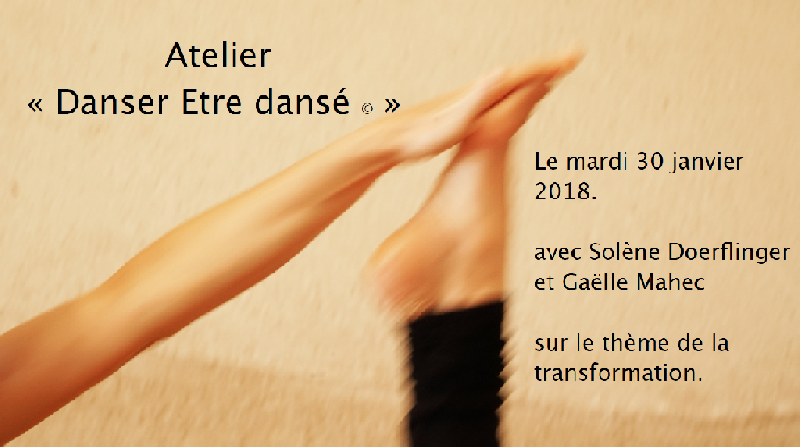 Atelier
« Danser Etre dansé © »
Le mardi 30 janvier
2018.
avec Solène Doerflinger
et Gaëlle Mahec
sur le thème de la
transformation.